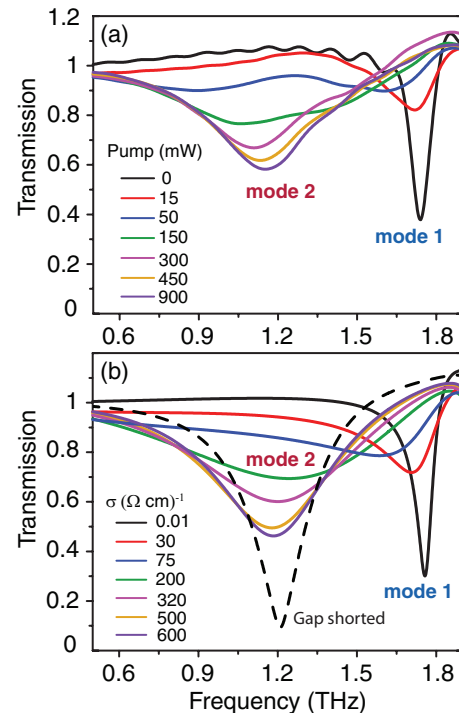 1.2
(a)
1
0.8
0.6
0.4
0.2
0
Transmission
Pump (mW)
0
15
50
150
300
450
900
mode 2
mode 1
0.6 0.9 1.2 1.5 1.8
(b)
1
0.8
0.6
0.4
0.2
0
Transmission
mode 2
σ (Ω cm)⁻¹
0.01
30
75
200
320
500
600
mode 1
Gap shorted
0.6 0.9 1.2 1.5 1.8
Frequency (THz)